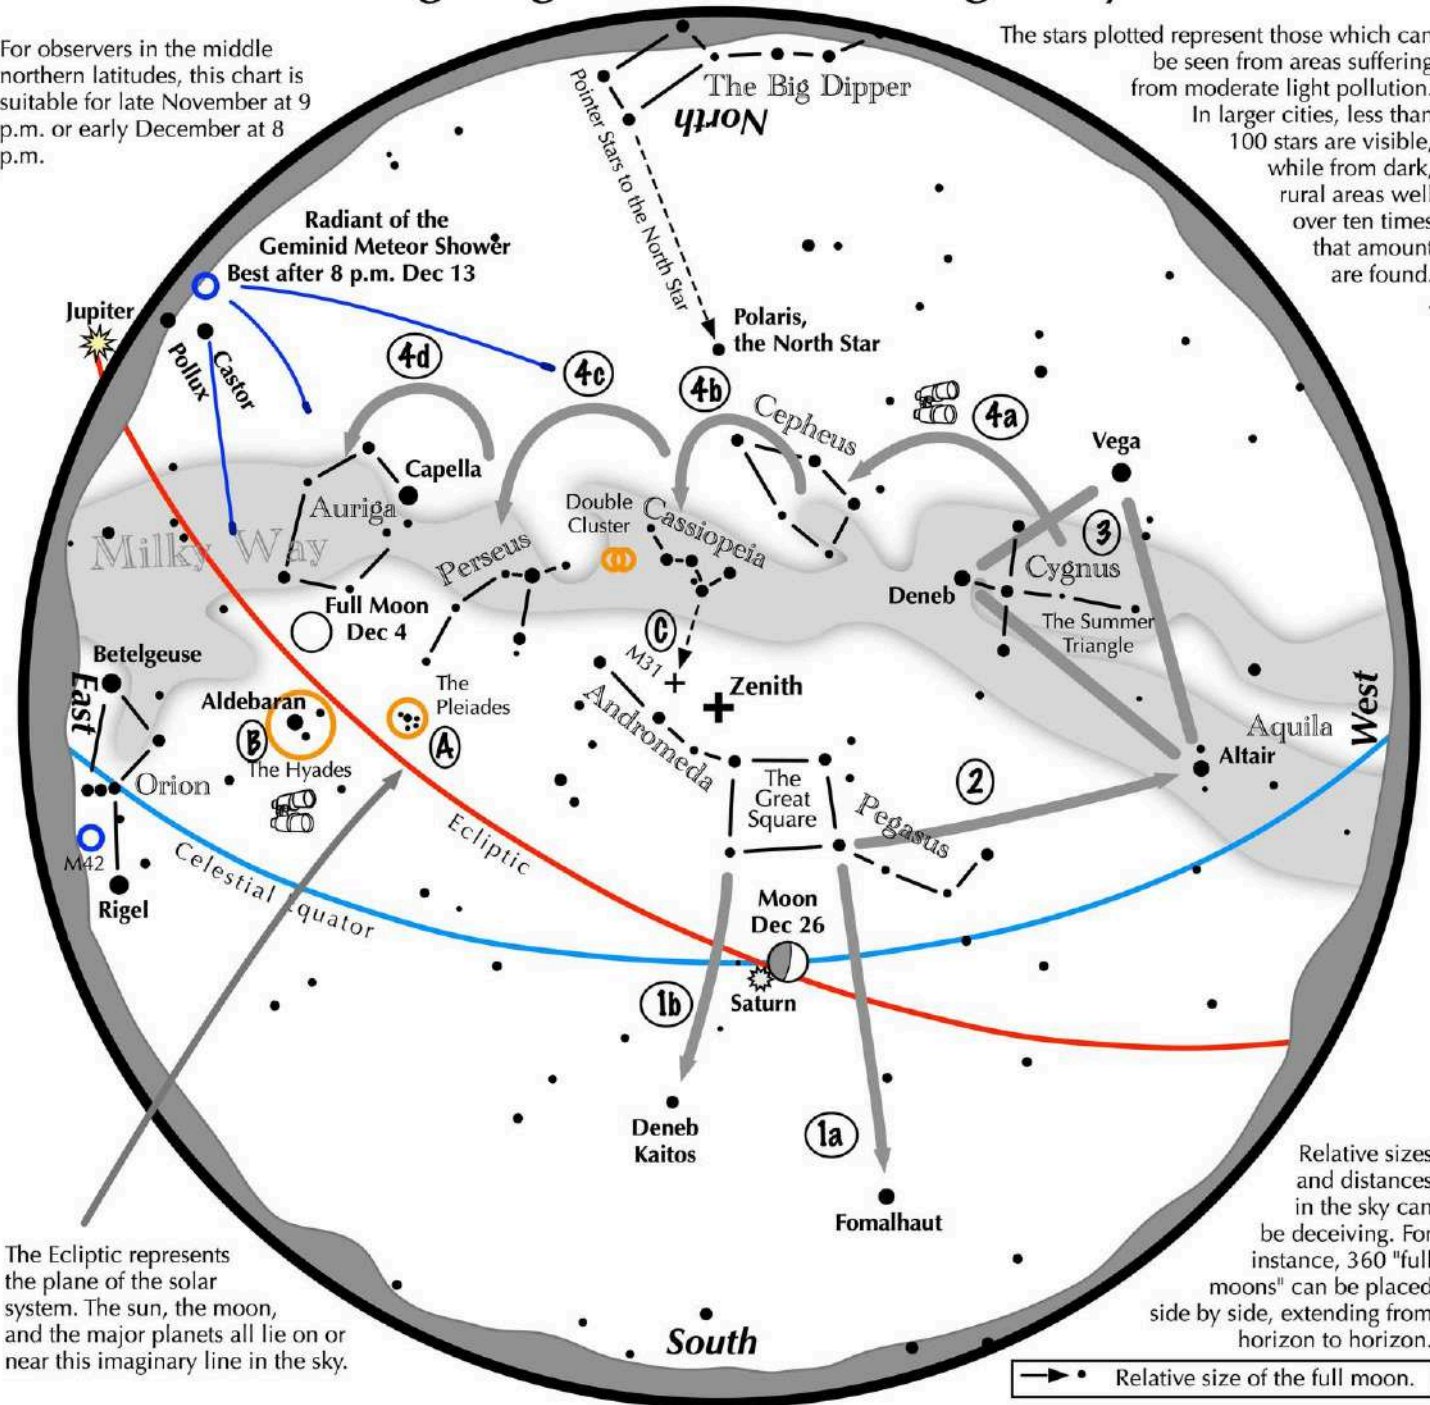 For observers in the middle
northern latitudes, this chart is
suitable for late November at 9
p.m. or early December at 8
p.m.
The stars plotted represent those which can
be seen from areas suffering
from moderate light pollution.
In larger cities, less than
100 stars are visible,
while from dark,
rural areas well
over ten times
that amount
are found.
The Big Dipper
North
Pointer Stars to the North Star
Radiant of the
Geminid Meteor Shower
Best after 8 p.m. Dec 13
Jupiter
Pollux
Castor
Polaris,
the North Star
4d
4c
4b
4a
Cepheus
Vega
Capella
Auriga
Milky Way
Perseus
Double
Cluster
Cassiopeia
3
Cygnus
Deneb
The Summer
Triangle
Full Moon
Dec 4
C
M31
Zenith
Betelgeuse
East
Aldebaran
The
Pleiades
B
A
The Hyades
Orion
Andromeda
The
Great
Square
Pegasus
2
Aquila
Altair
West
M42
Rigel
Celestial Equator
Ecliptic
Moon
Dec 26
Saturn
1b
1a
Deneb
Kaitos
Fomalhaut
South
The Ecliptic represents
the plane of the solar
system. The sun, the moon,
and the major planets all lie on or
near this imaginary line in the sky.
Relative sizes
and distances
in the sky can
be deceiving. For
instance, 360 "full
moons" can be placed
side by side, extending from
horizon to horizon.
Relative size of the full moon.